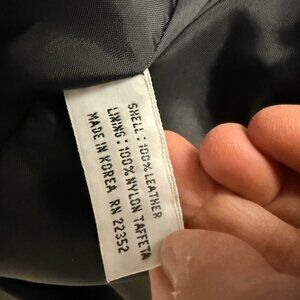 SHELL : 100% LEATHER
LINING : 100% NYLON TAFFETA
MADE IN KOREA RN 22352